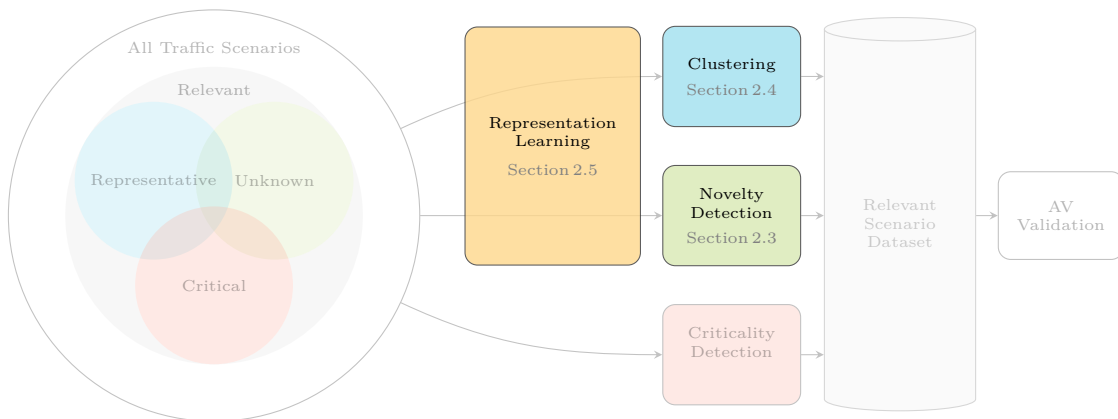 All Traffic Scenarios
Relevant
Representative
Unknown
Critical
Representation
Learning
Section 2.5
Clustering
Section 2.4
Novelty
Detection
Section 2.3
Criticality
Detection
Relevant
Scenario
Dataset
AV
Validation